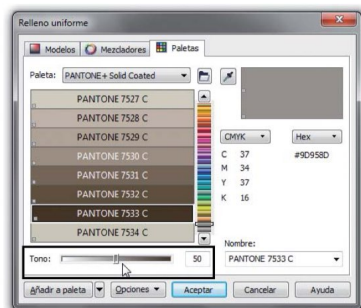 Relleno uniforme
Modelos Mezcladores Paletas
Paleta: PANTONE+ Solid Coated
PANTONE 7527 C
PANTONE 7528 C
PANTONE 7529 C
PANTONE 7530 C
PANTONE 7531 C
PANTONE 7532 C
PANTONE 7533 C
PANTONE 7534 C
CMYK Hex
C 37 #9D958D
M 34
Y 37
K 16
Tono: 50
Nombre:
PANTONE 7533 C
Añadir a paleta Opciones Aceptar Cancelar Ayuda